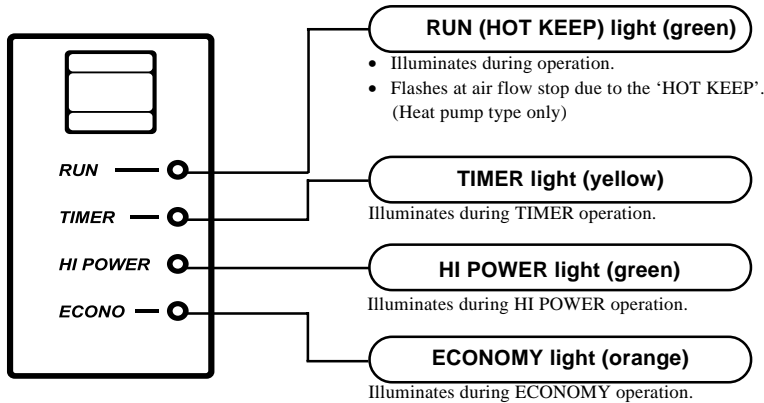 RUN (HOT KEEP) light (green)
• Illuminates during operation.
• Flashes at air flow stop due to the ‘HOT KEEP’.
(Heat pump type only)
RUN
TIMER light (yellow)
Illuminates during TIMER operation.
TIMER
HI POWER
HI POWER light (green)
Illuminates during HI POWER operation.
ECONO
ECONOMY light (orange)
Illuminates during ECONOMY operation.